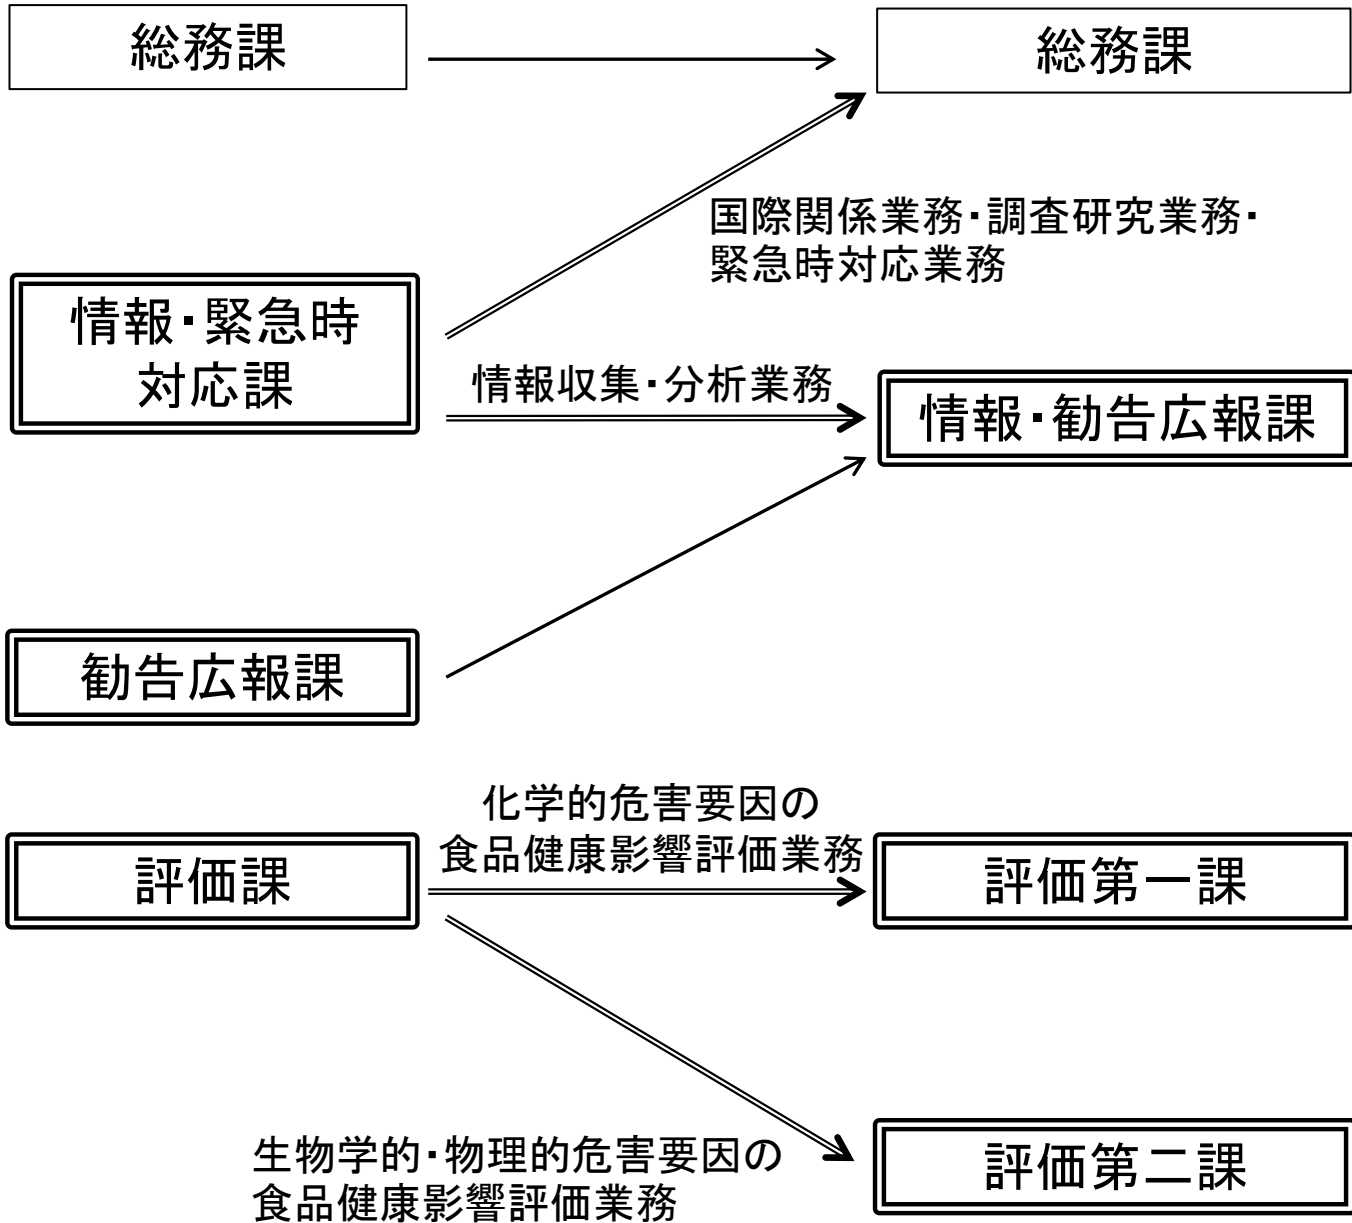 総務課
総務課
国際関係業務・調査研究業務・
緊急時対応業務
情報・緊急時
対応課
情報収集・分析業務
情報・勧告広報課
勧告広報課
化学的危害要因の
食品健康影響評価業務
評価課
評価第一課
生物学的・物理的危害要因の
食品健康影響評価業務
評価第二課